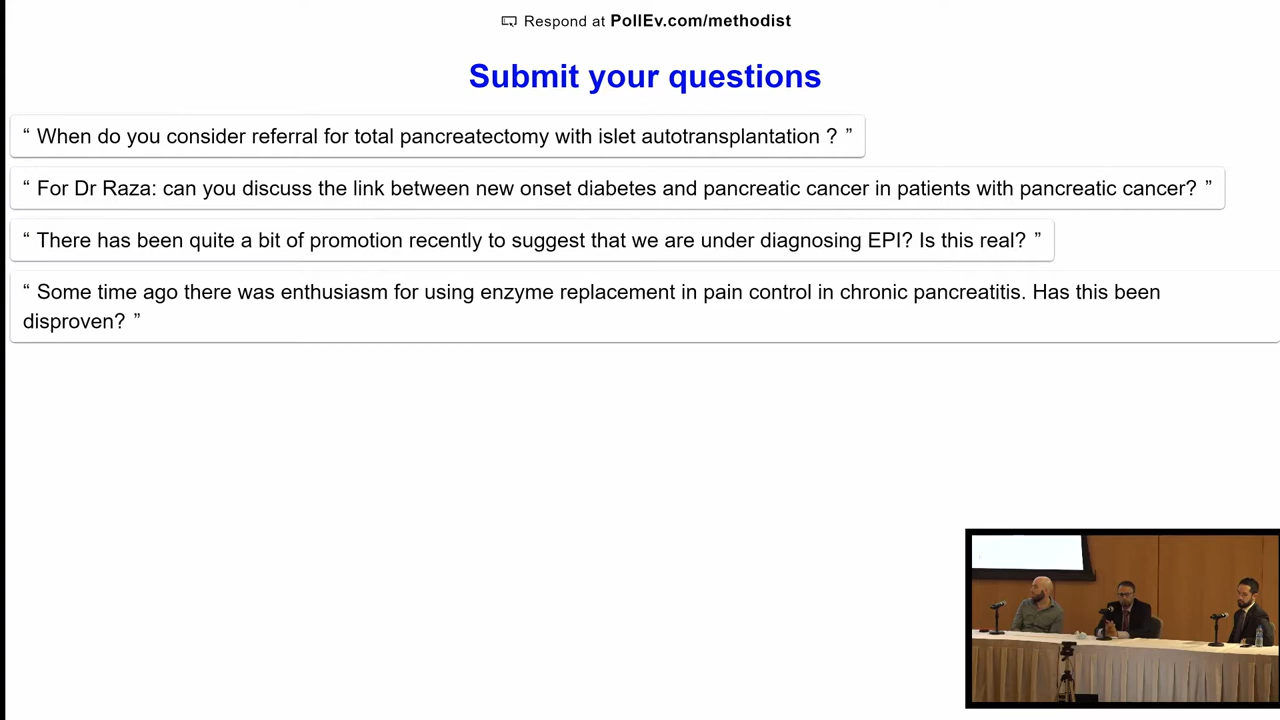 Respond at PollEv.com/methodist
Submit your questions
“ When do you consider referral for total pancreatectomy with islet autotransplantation ? ”
“ For Dr Raza: can you discuss the link between new onset diabetes and pancreatic cancer in patients with pancreatic cancer? ”
“ There has been quite a bit of promotion recently to suggest that we are under diagnosing EPI? Is this real? ”
“ Some time ago there was enthusiasm for using enzyme replacement in pain control in chronic pancreatitis. Has this been
disproven? ”